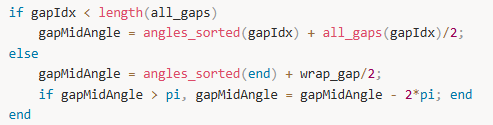 if gapIdx < length(all_gaps)
    gapMidAngle = angles_sorted(gapIdx) + all_gaps(gapIdx)/2;
else
    gapMidAngle = angles_sorted(end) + wrap_gap/2;
    if gapMidAngle > pi, gapMidAngle = gapMidAngle - 2*pi; end
end